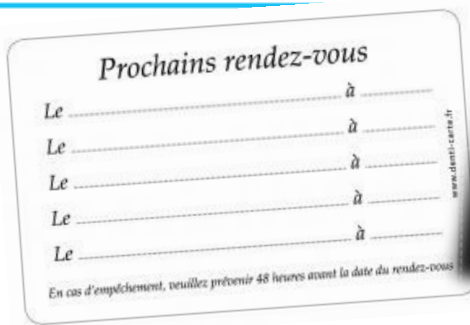 Prochains rendez-vous
Le ........................ à ............
Le ........................ à ............
Le ........................ à ............
Le ........................ à ............
Le ........................ à ............
En cas d'empêchement, veuillez prévenir 48 heures avant la date du rendez-vous
www.denti-carte.fr